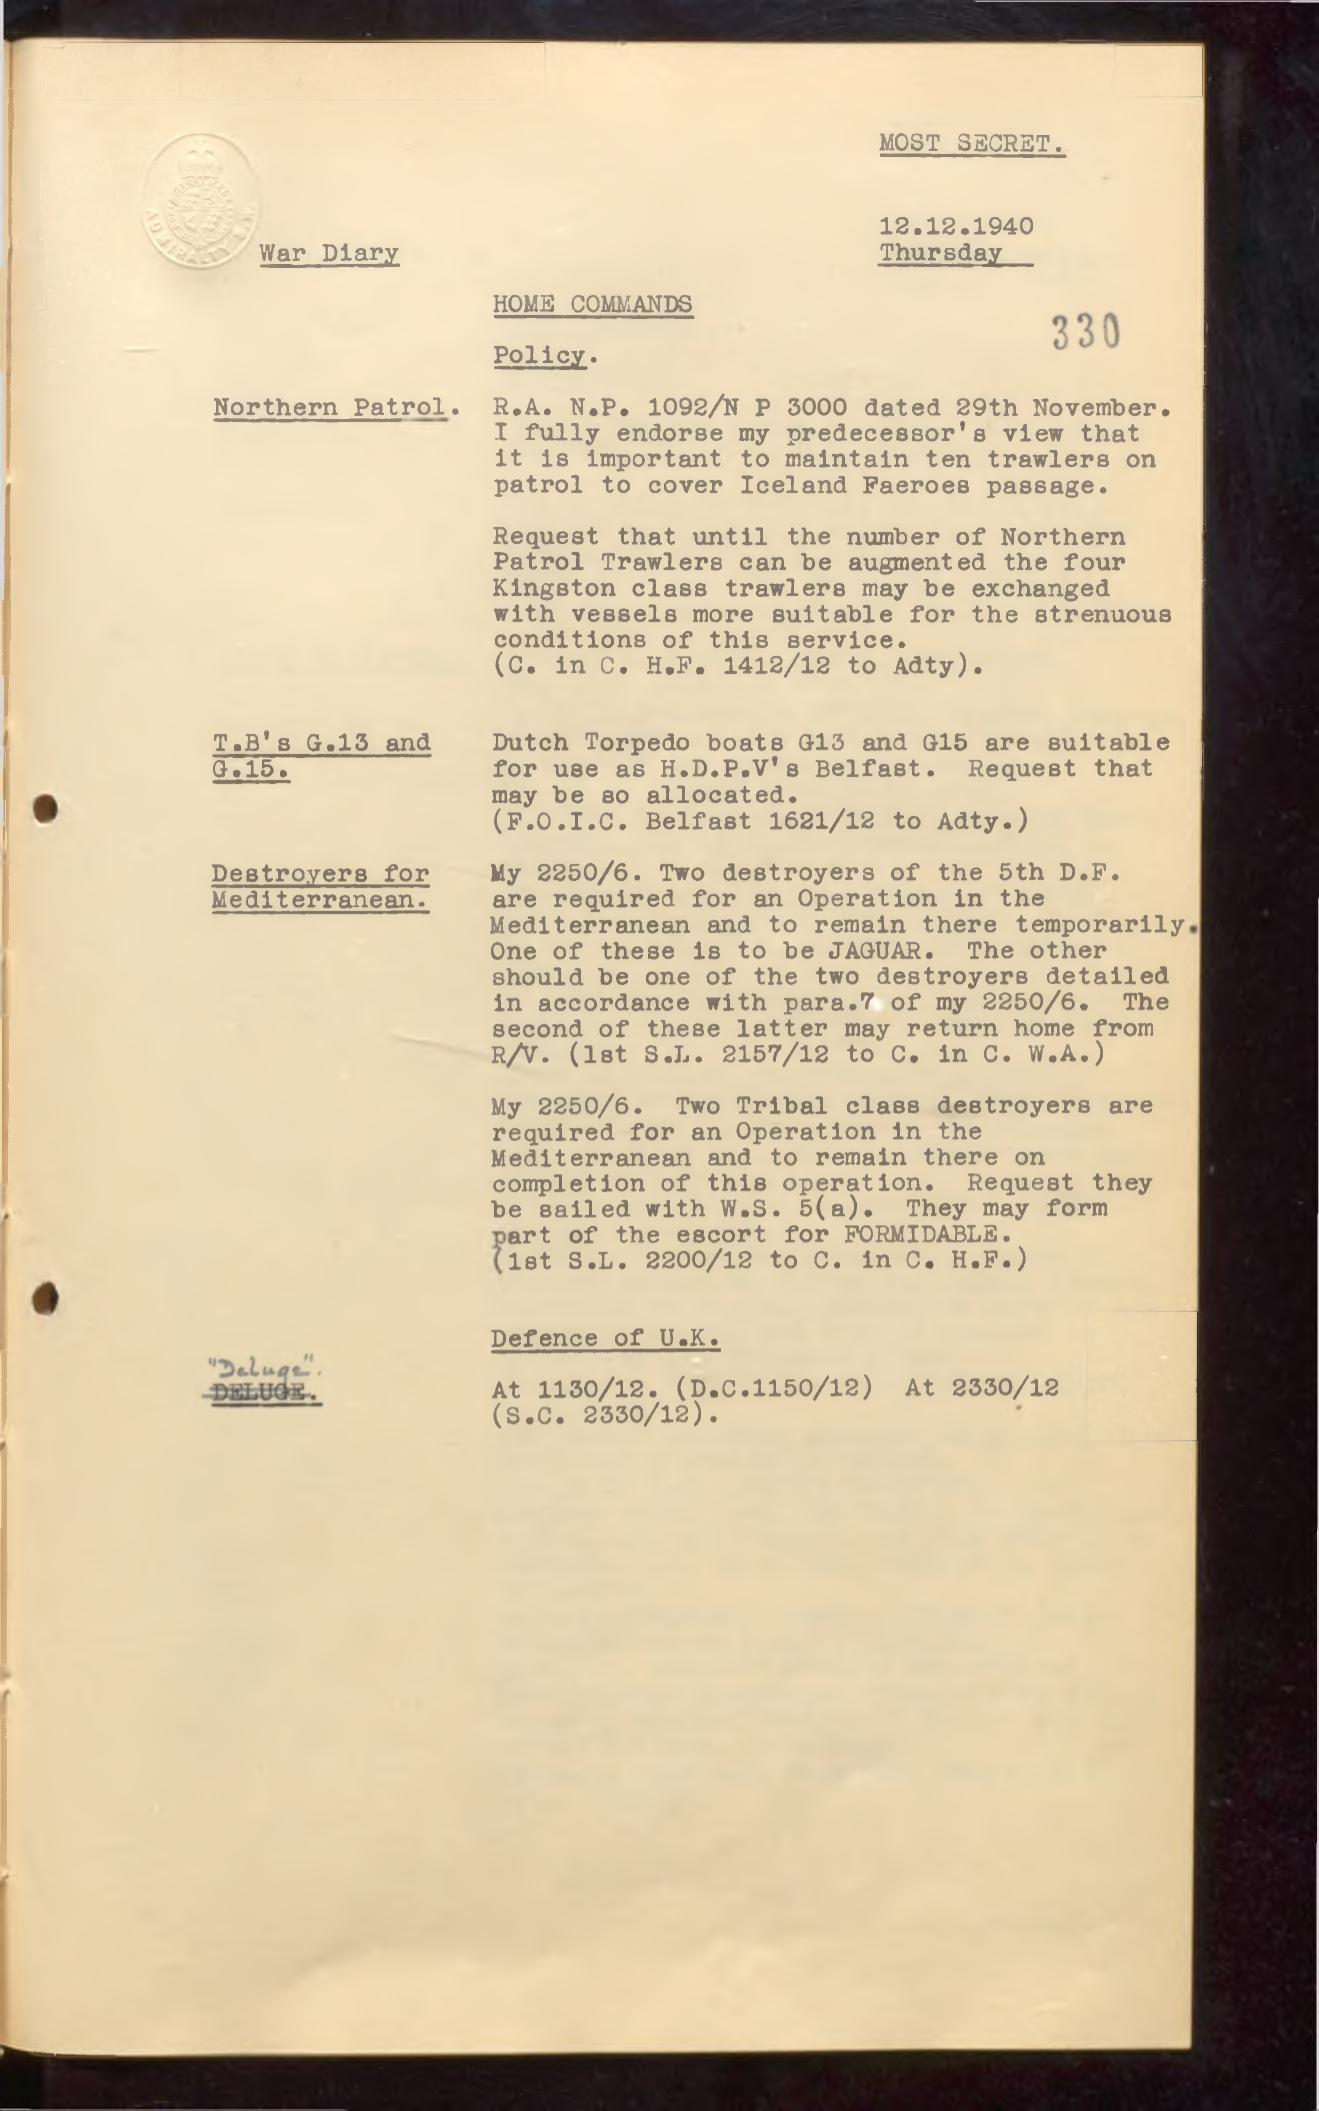 MOST SECRET.
12.12.1940
Thursday
War Diary
HOME COMMANDS
330
Policy.
Northern Patrol.
R.A. N.P. 1092/N P 3000 dated 29th November.
I fully endorse my predecessor's view that
it is important to maintain ten trawlers on
patrol to cover Iceland Faeroes passage.
Request that until the number of Northern
Patrol Trawlers can be augmented the four
Kingston class trawlers may be exchanged
with vessels more suitable for the strenuous
conditions of this service.
(C. in C. H.F. 1412/12 to Adty).
T.B's G.13 and
G.15.
Dutch Torpedo boats G13 and G15 are suitable
for use as H.D.P.V's Belfast. Request that
may be so allocated.
(F.O.I.C. Belfast 1621/12 to Adty.)
Destroyers for
Mediterranean.
My 2250/6. Two destroyers of the 5th D.F.
are required for an Operation in the
Mediterranean and to remain there temporarily.
One of these is to be JAGUAR. The other
should be one of the two destroyers detailed
in accordance with para.7 of my 2250/6. The
second of these latter may return home from
R/V. (1st S.L. 2157/12 to C. in C. W.A.)
My 2250/6. Two Tribal class destroyers are
required for an Operation in the
Mediterranean and to remain there on
completion of this operation. Request they
be sailed with W.S. 5(a). They may form
part of the escort for FORMIDABLE.
(1st S.L. 2200/12 to C. in C. H.F.)
Defence of U.K.
"Deluge".
DELUGE.
At 1130/12. (D.C.1150/12) At 2330/12
(S.C. 2330/12).